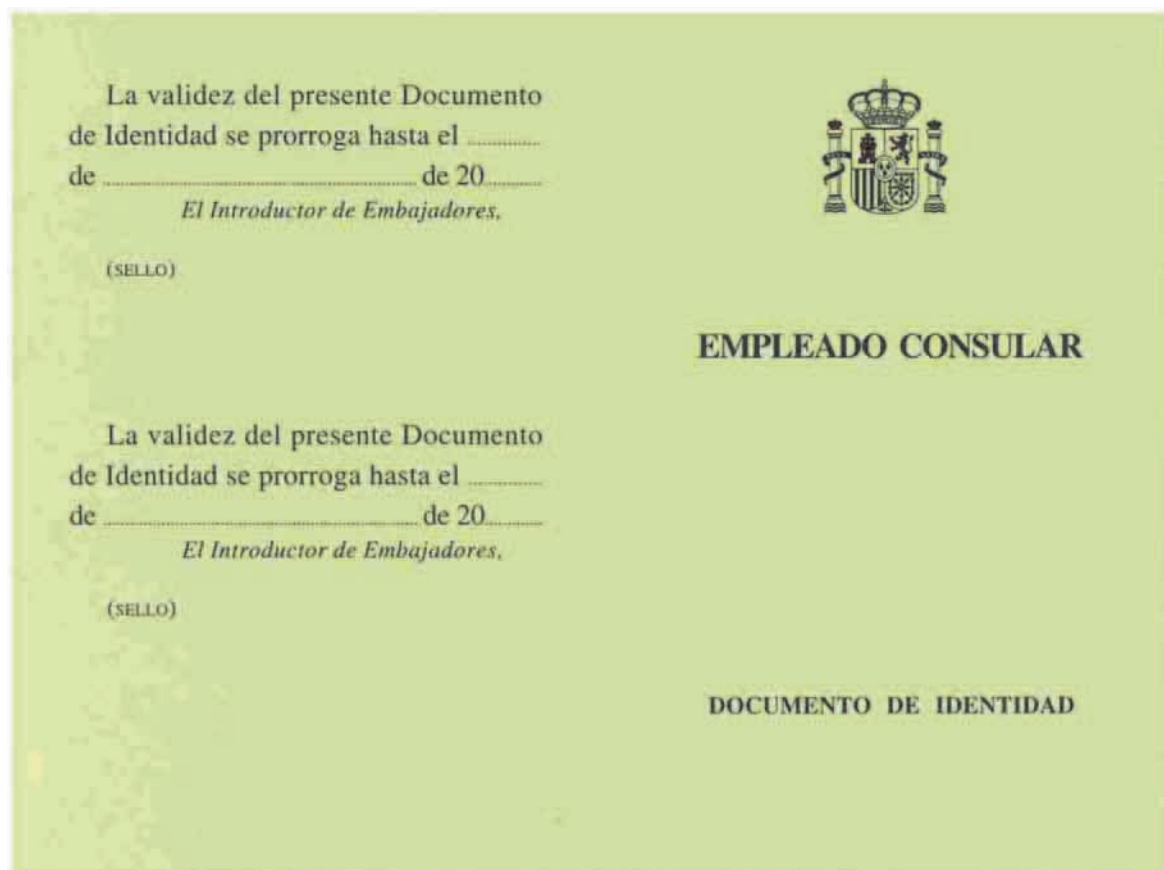 La validez del presente Documento
de Identidad se prorroga hasta el ............
de .................................................... de 20..........
El Introductor de Embajadores,
(SELLO)
La validez del presente Documento
de Identidad se prorroga hasta el ............
de .................................................... de 20..........
El Introductor de Embajadores,
(SELLO)
EMPLEADO CONSULAR
DOCUMENTO DE IDENTIDAD